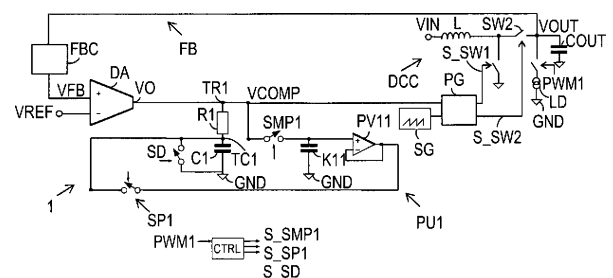 FB
VIN
L
SW2
VOUT
COUT
FBC
DCC
S_SW1
DA
VFB
VO
TR1
VCOMP
PG
PWM1
LD
GND
VREF
R1
SMP1
PV11
SG
S_SW2
SD
C1
TC1
K11
GND
GND
1
SP1
PU1
PWM1
CTRL
S_SMP1
S_SP1
S_SD